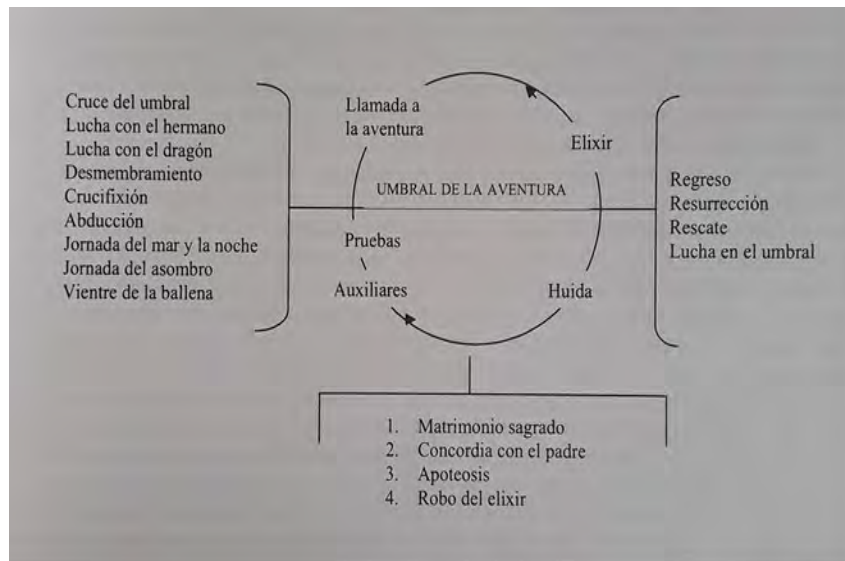 Cruce del umbral
Lucha con el hermano
Lucha con el dragón
Desmembramiento
Crucifixión
Abducción
Jornada del mar y la noche
Jornada del asombro
Vientre de la ballena
Llamada a
la aventura
Elixir
UMBRAL DE LA AVENTURA
Pruebas
Auxiliares
Huida
Regreso
Resurrección
Rescate
Lucha en el umbral
1. Matrimonio sagrado
2. Concordia con el padre
3. Apoteosis
4. Robo del elixir